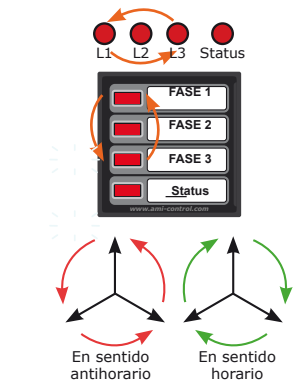 L1 L2 L3 Status
FASE 1
FASE 2
FASE 3
Status
www.ami-control.com
En sentido
antihorario
En sentido
horario